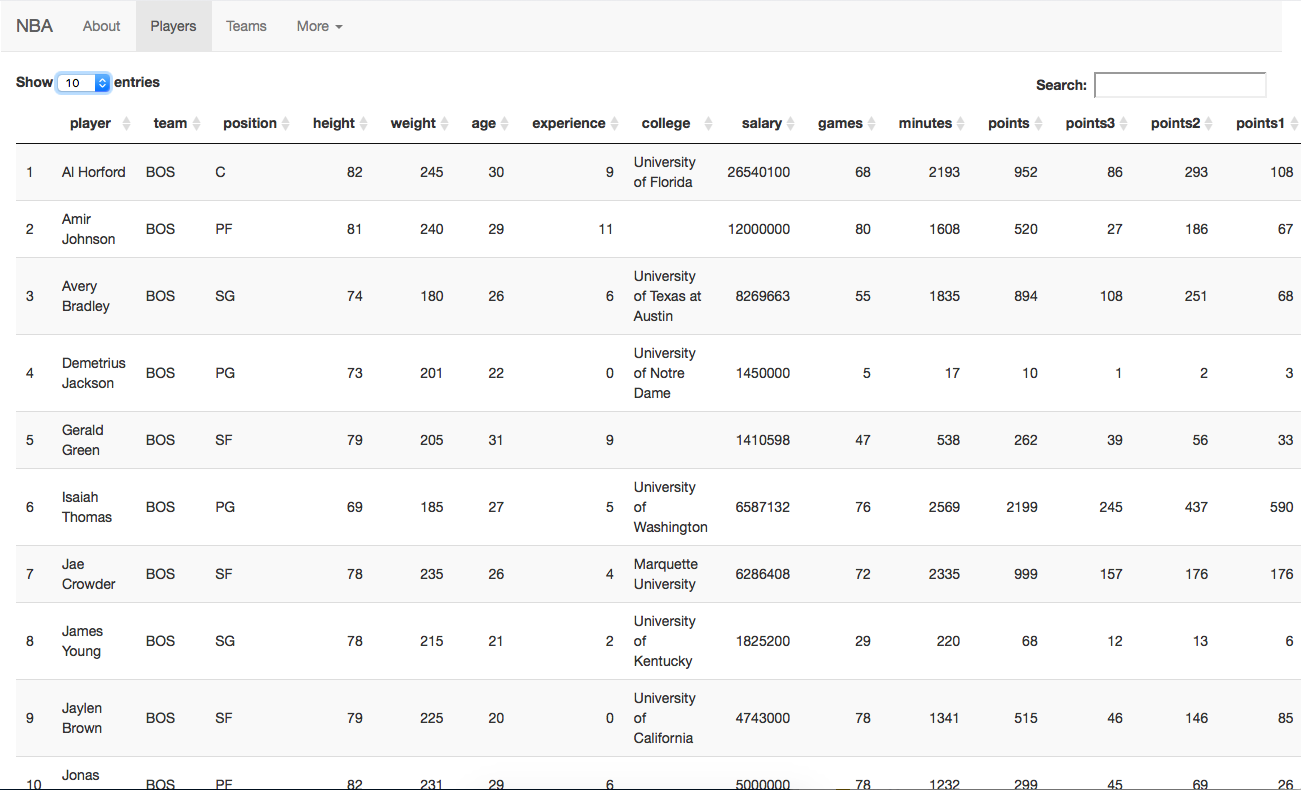 NBA About Players Teams More
Show 10 entries Search:
player team position height weight age experience college salary games minutes points points3 points2 points1
1 Al Horford BOS C 82 245 30 9 University of Florida 26540100 68 2193 952 86 293 108
2 Amir Johnson BOS PF 81 240 29 11 12000000 80 1608 520 27 186 67
3 Avery Bradley BOS SG 74 180 26 6 University of Texas at Austin 8269663 55 1835 894 108 251 68
4 Demetrius Jackson BOS PG 73 201 22 0 University of Notre Dame 1450000 5 17 10 1 2 3
5 Gerald Green BOS SF 79 205 31 9 1410598 47 538 262 39 56 33
6 Isaiah Thomas BOS PG 69 185 27 5 University of Washington 6587132 76 2569 2199 245 437 590
7 Jae Crowder BOS SF 78 235 26 4 Marquette University 6286408 72 2335 999 157 176 176
8 James Young BOS SG 78 215 21 2 University of Kentucky 1825200 29 220 68 12 13 6
9 Jaylen Brown BOS SF 79 225 20 0 University of California 4743000 78 1341 515 46 146 85
10 Jonas BOS PF 82 231 29 6 5000000 78 1232 299 45 69 26